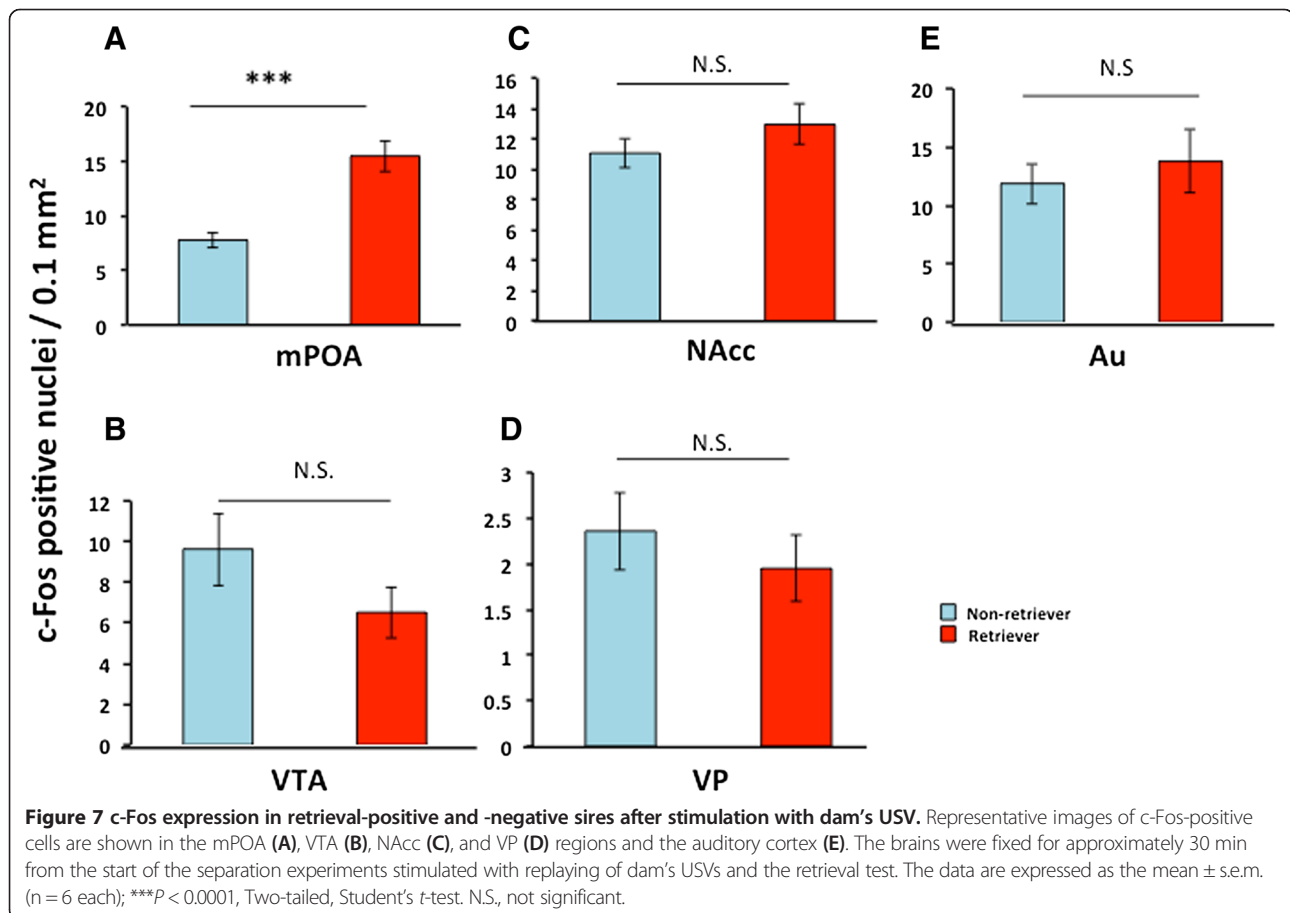 A
C
E
***
N.S.
N.S
c-Fos positive nuclei / 0.1 mm²
20
15
10
5
0
mPOA
16
14
12
10
8
6
4
2
0
NAcc
20
15
10
5
0
Au
B
D
N.S.
N.S.
12
10
8
6
4
2
0
VTA
3
2.5
2
1.5
1
0.5
0
VP
Non-retriever
Retriever
Figure 7 c-Fos expression in retrieval-positive and -negative sires after stimulation with dam's USV. Representative images of c-Fos-positive
cells are shown in the mPOA (A), VTA (B), NAcc (C), and VP (D) regions and the auditory cortex (E). The brains were fixed for approximately 30 min
from the start of the separation experiments stimulated with replaying of dam's USVs and the retrieval test. The data are expressed as the mean ± s.e.m.
(n = 6 each); ***P < 0.0001, Two-tailed, Student's t-test. N.S., not significant.